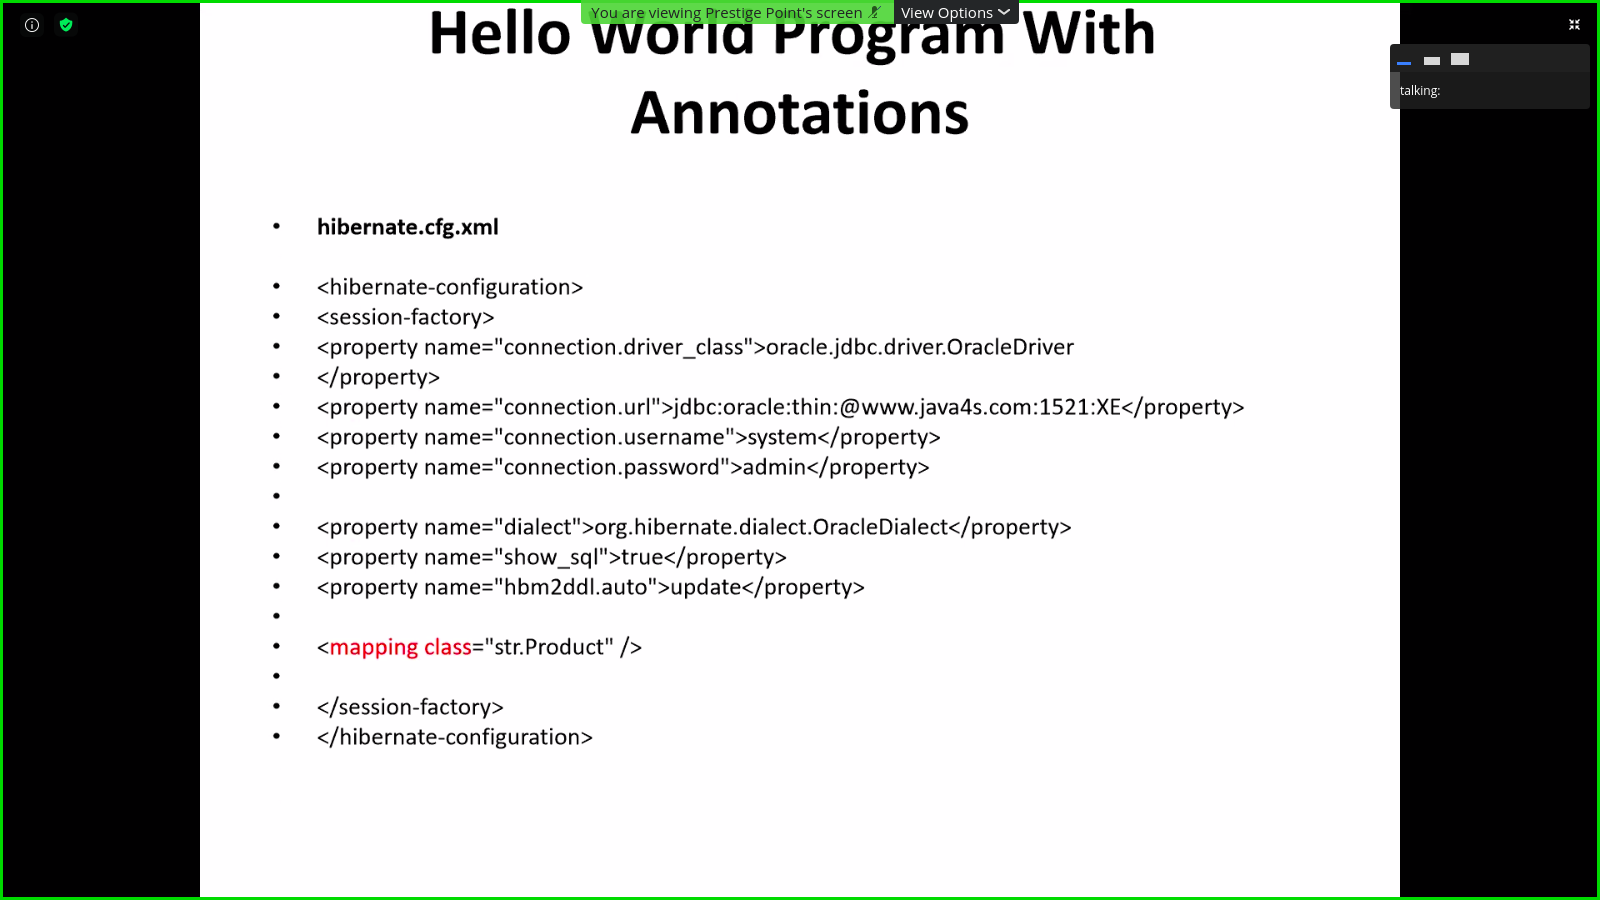 You are viewing Prestige Point's screen
View Options
Hello World Program With
Annotations
talking:
• hibernate.cfg.xml
• <hibernate-configuration>
• <session-factory>
• <property name="connection.driver_class">oracle.jdbc.driver.OracleDriver
• </property>
• <property name="connection.url">jdbc:oracle:thin:@www.java4s.com:1521:XE</property>
• <property name="connection.username">system</property>
• <property name="connection.password">admin</property>
•
• <property name="dialect">org.hibernate.dialect.OracleDialect</property>
• <property name="show_sql">true</property>
• <property name="hbm2ddl.auto">update</property>
•
• <mapping class="str.Product" />
•
• </session-factory>
• </hibernate-configuration>